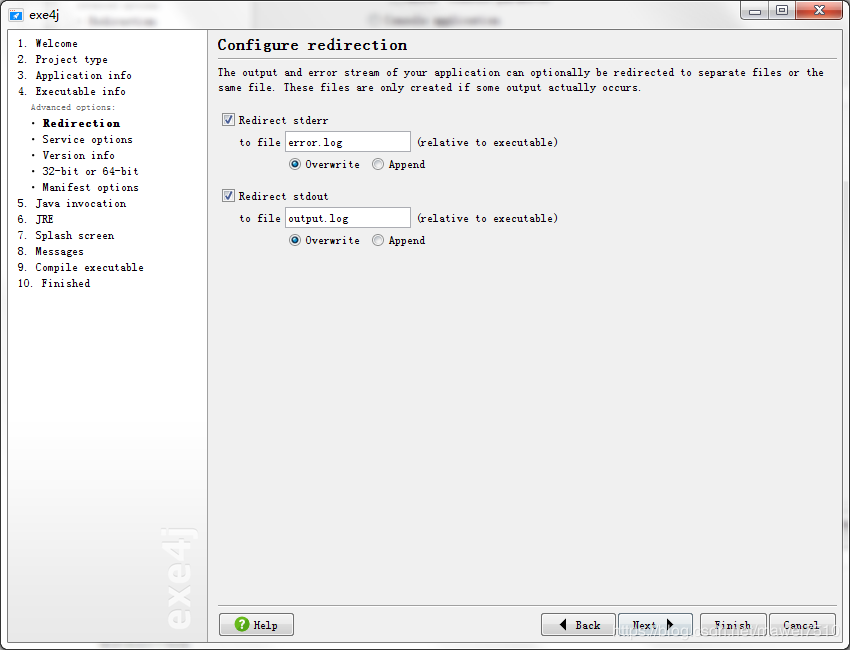 exe4j
1. Welcome
2. Project type
3. Application info
4. Executable info
Advanced options:
· Redirection
· Service options
· Version info
· 32-bit or 64-bit
· Manifest options
5. Java invocation
6. JRE
7. Splash screen
8. Messages
9. Compile executable
10. Finished
exe4j
Configure redirection
The output and error stream of your application can optionally be redirected to separate files or the
same file. These files are only created if some output actually occurs.
Redirect stderr
to file error.log (relative to executable)
Overwrite Append
Redirect stdout
to file output.log (relative to executable)
Overwrite Append
Help Back Next Finish Cancel